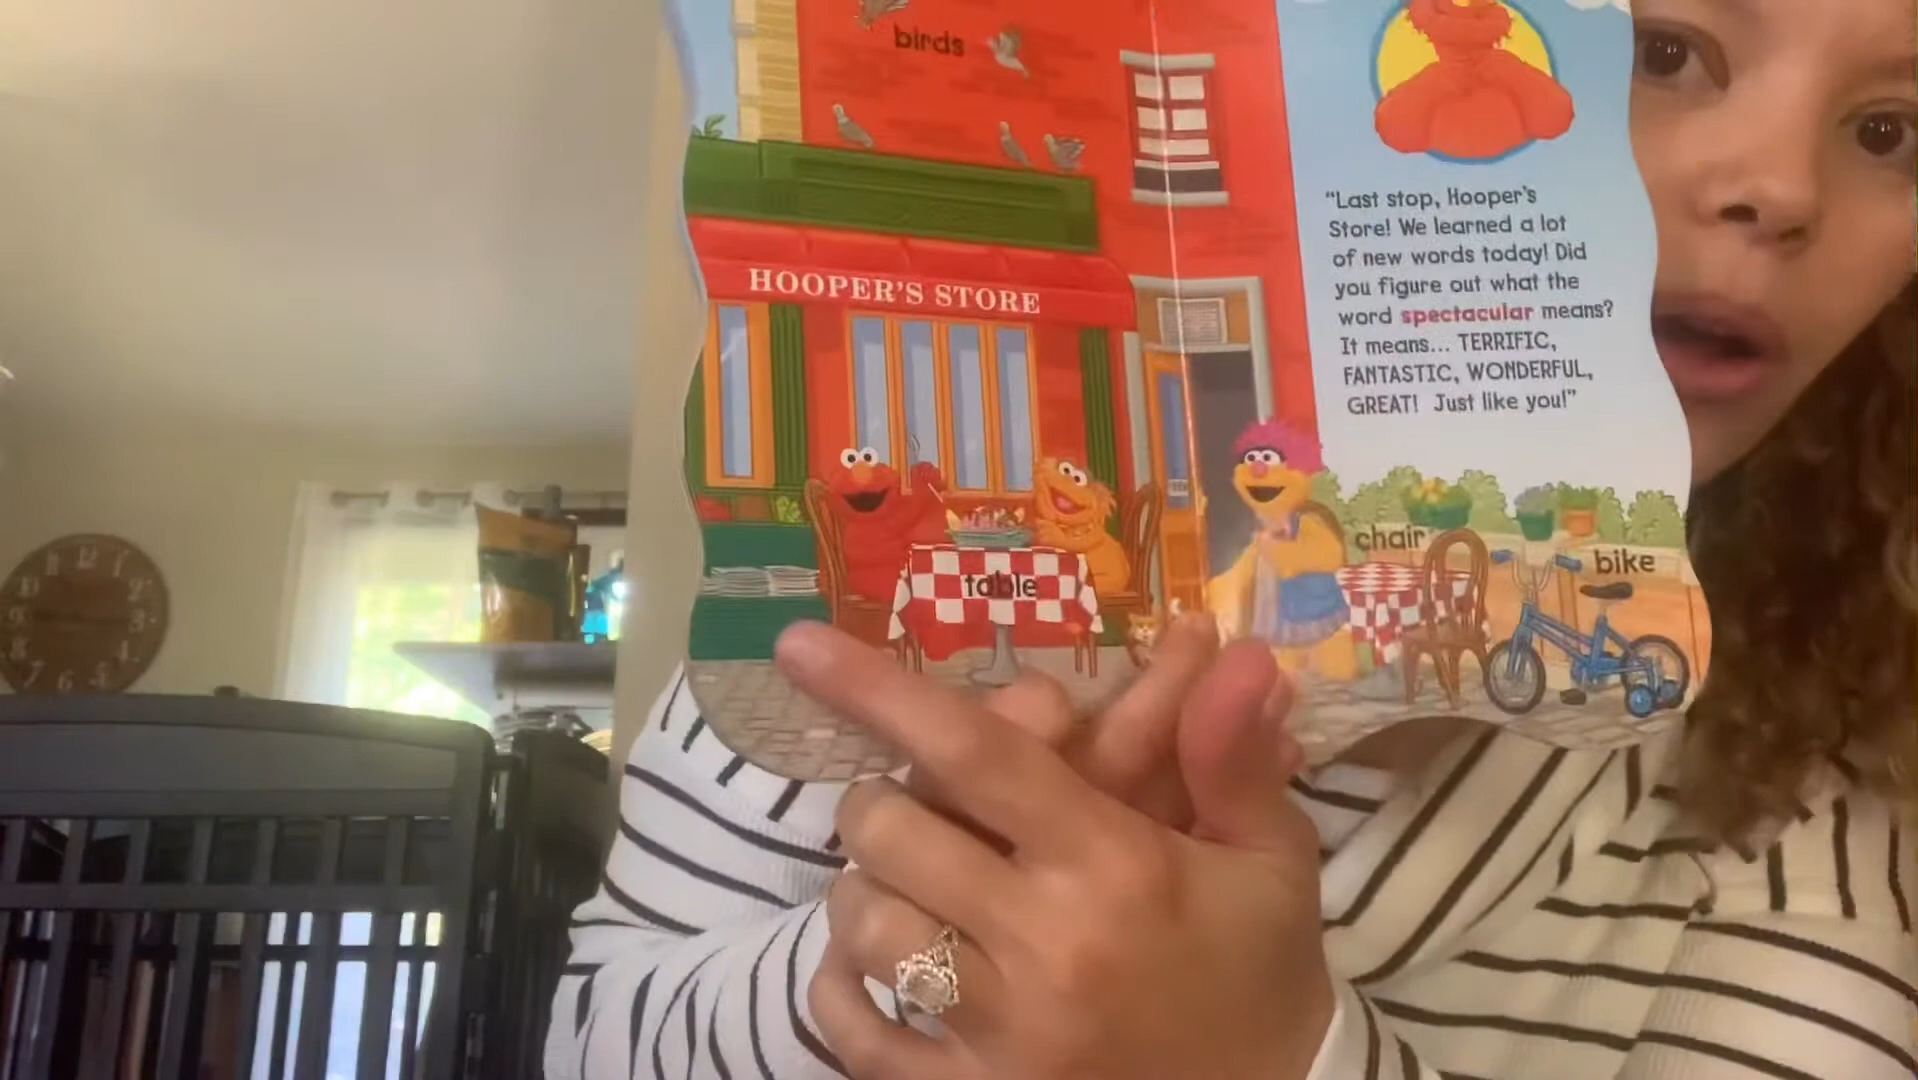 birds
HOOPER'S STORE
table
"Last stop, Hooper's
Store! We learned a lot
of new words today! Did
you figure out what the
word spectacular means?
It means... TERRIFIC,
FANTASTIC, WONDERFUL,
GREAT! Just like you!"
chair
bike